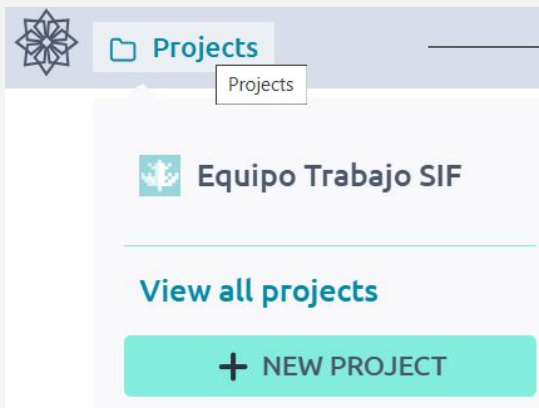 Projects
Projects
Equipo Trabajo SIF
View all projects
+ NEW PROJECT